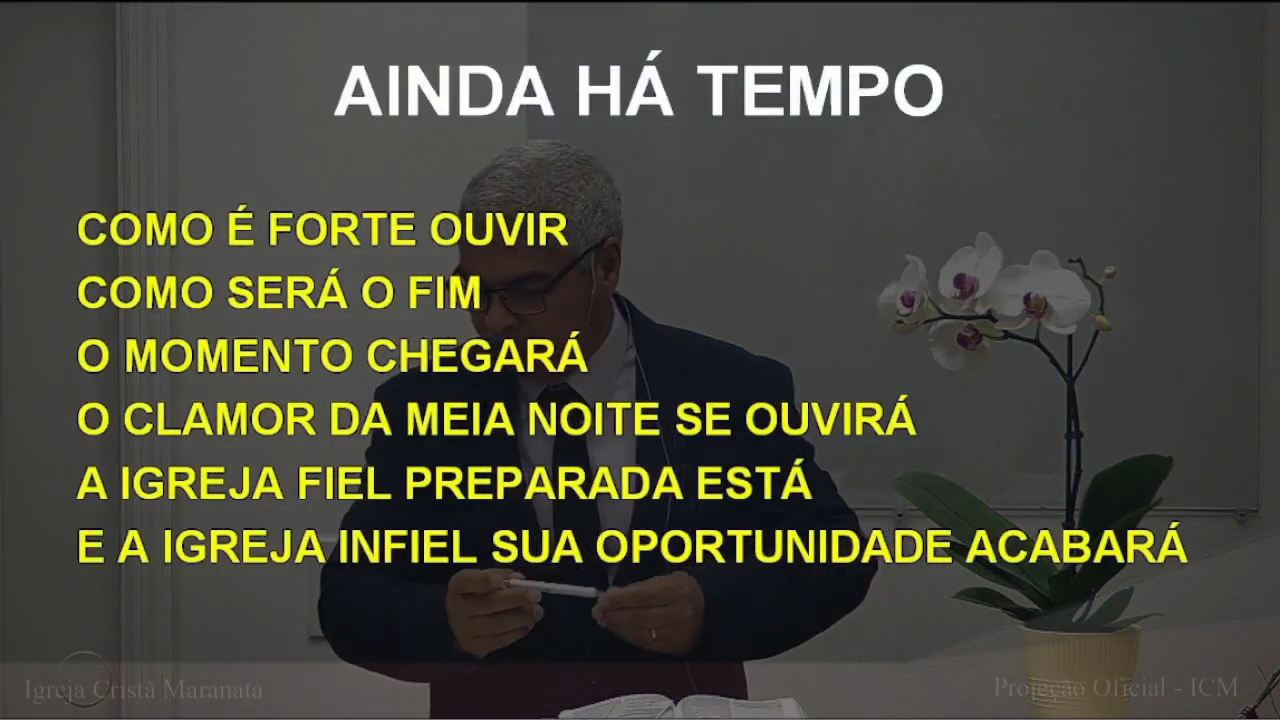 AINDA HÁ TEMPO
COMO É FORTE OUVIR
COMO SERÁ O FIM
O MOMENTO CHEGARÁ
O CLAMOR DA MEIA NOITE SE OUVIRÁ
A IGREJA FIEL PREPARADA ESTÁ
E A IGREJA INFIEL SUA OPORTUNIDADE ACABARÁ
Igreja Cristã Maranata
Projeção Oficial - ICM